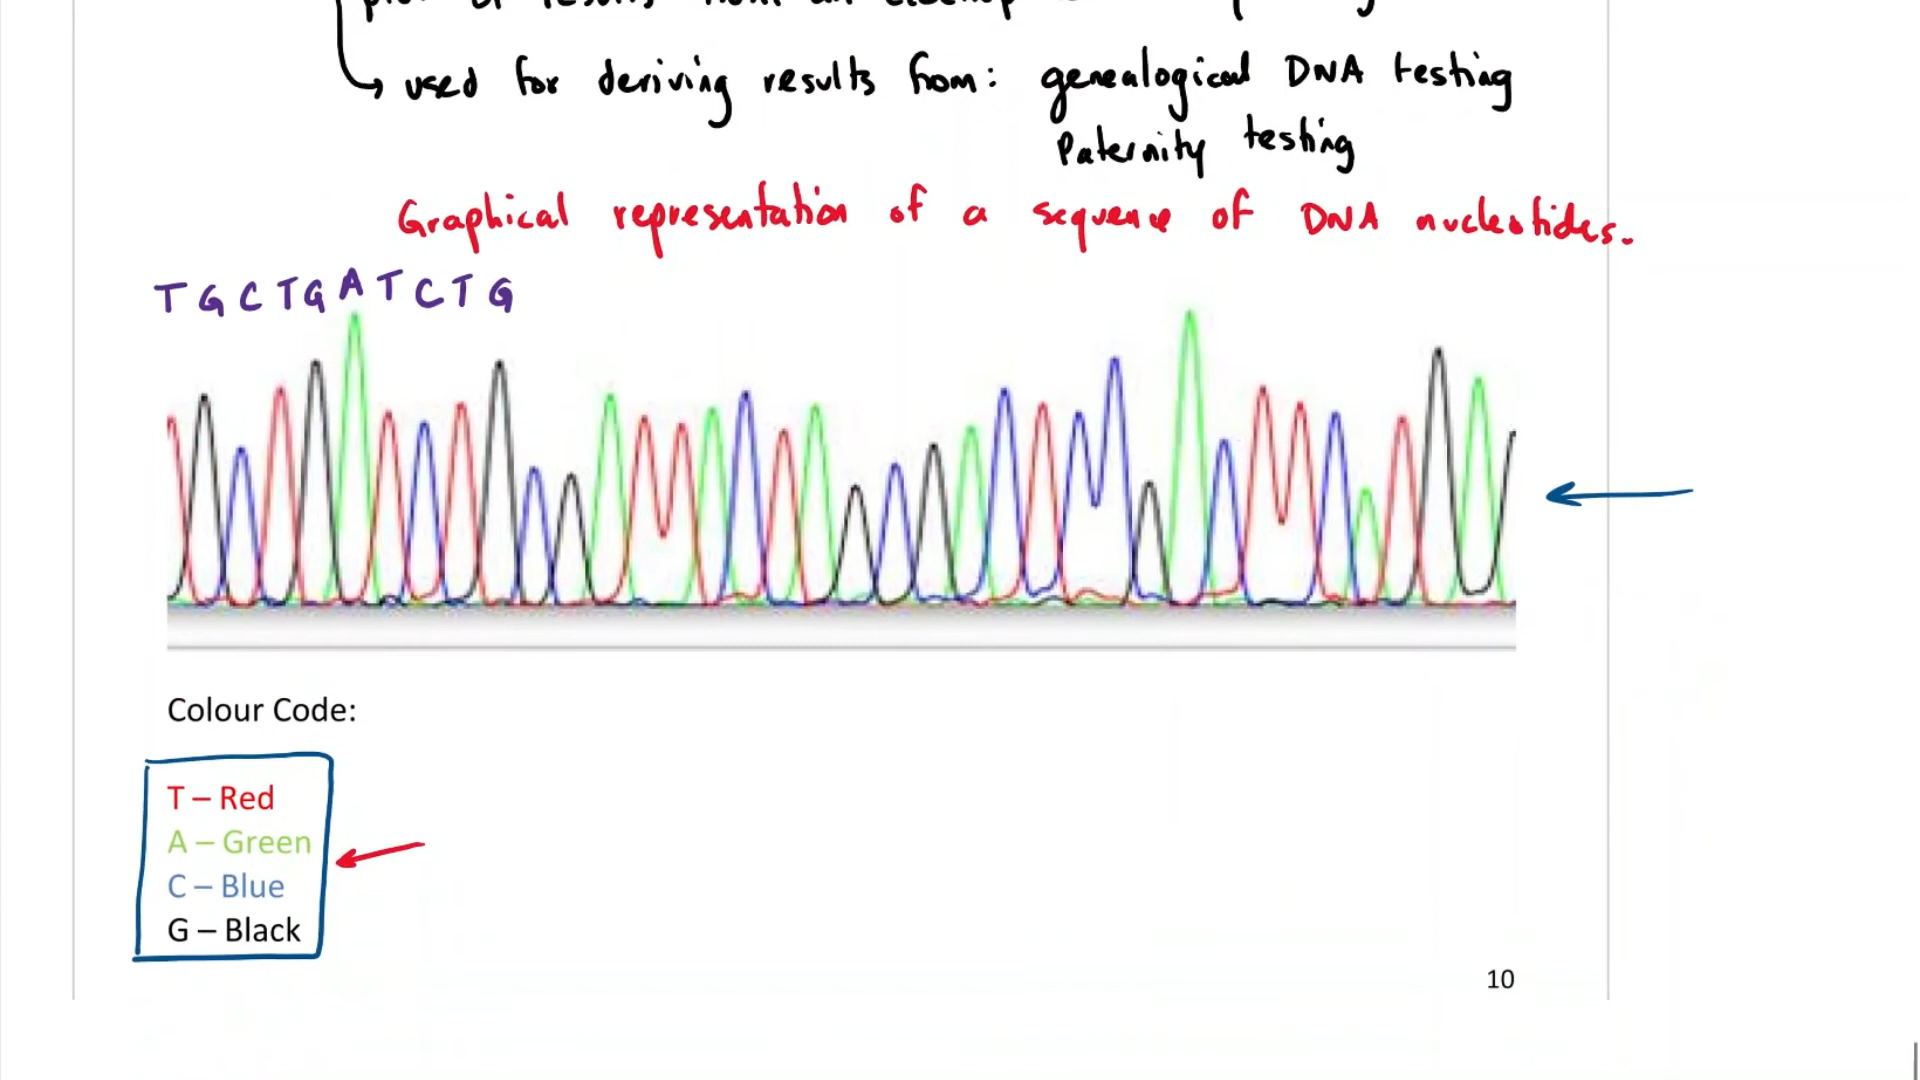 used for deriving results from: genealogical DNA testing
Paternity testing
Graphical representation of a sequence of DNA nucleotides.
T G C T G A T C T G
Colour Code:
T – Red
A – Green
C – Blue
G – Black
10